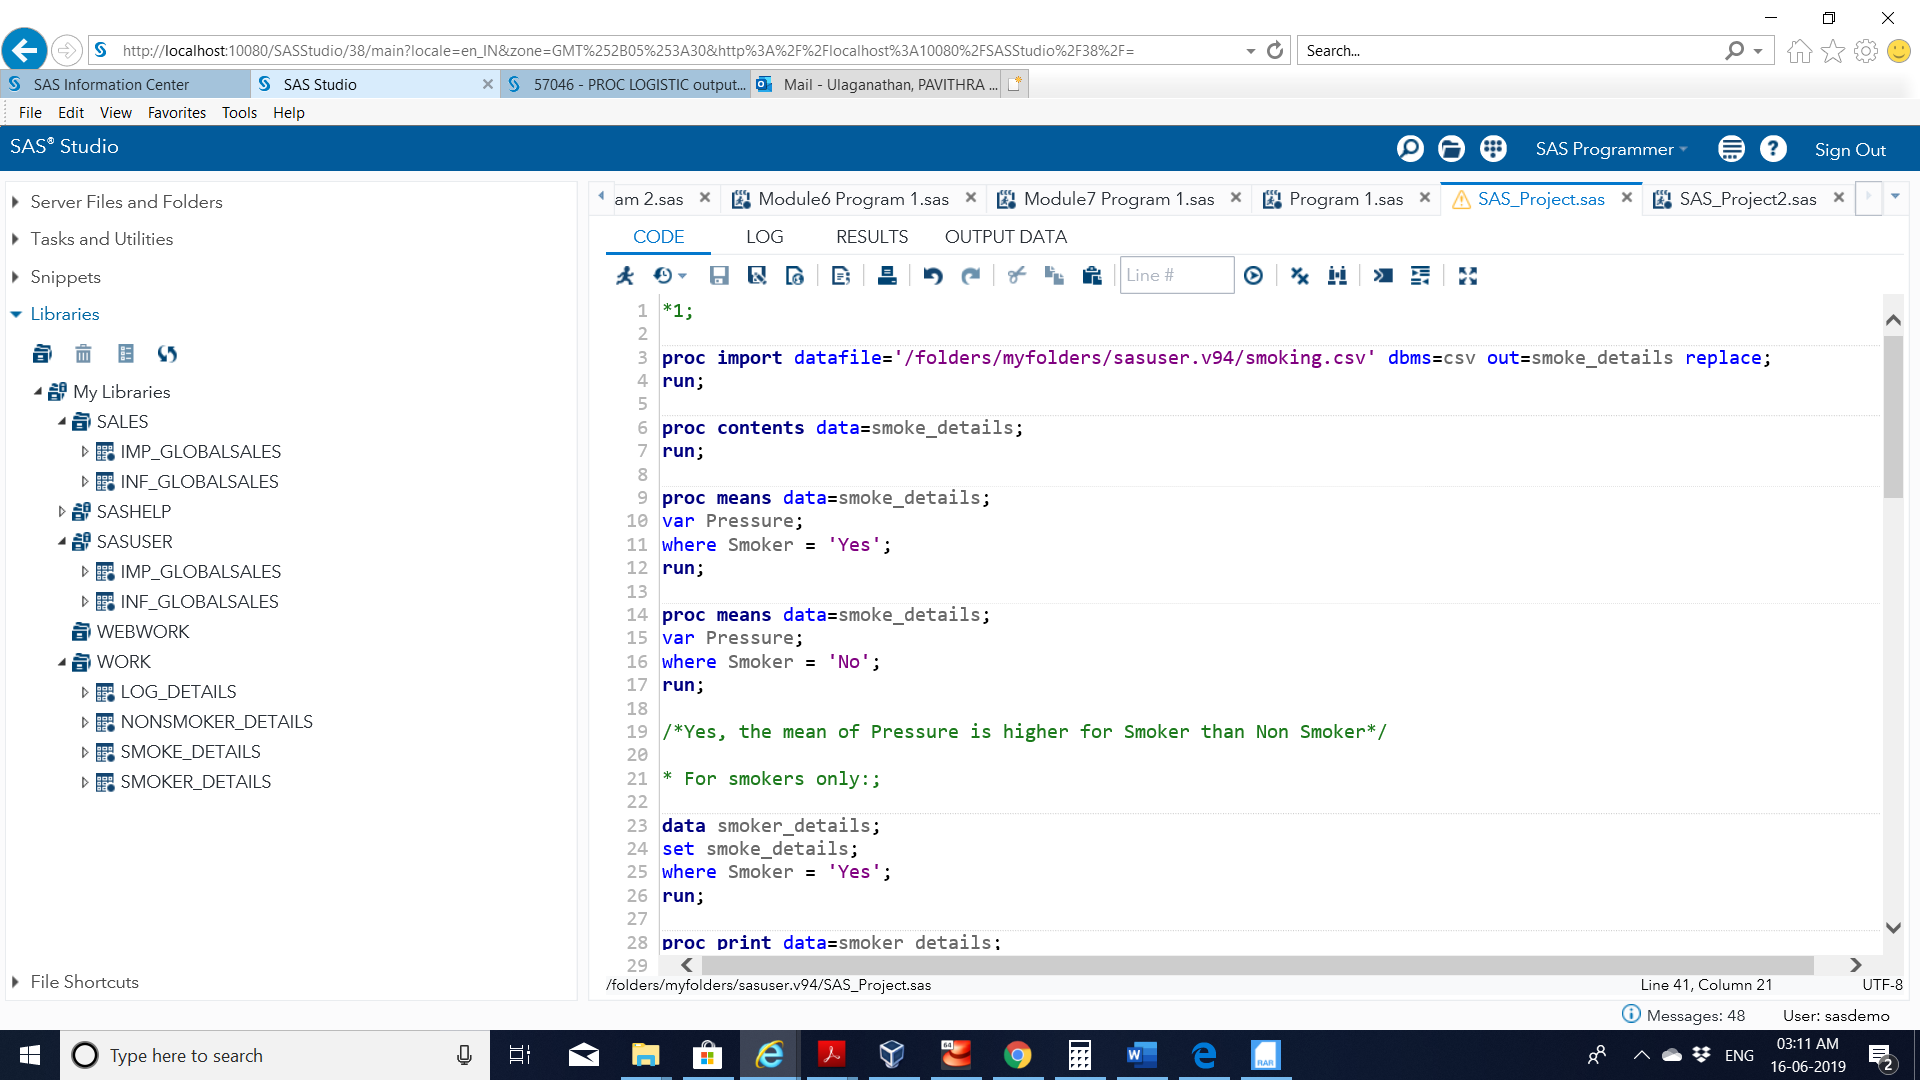 http://localhost:10080/SASStudio/38/main?locale=en_IN&zone=GMT%252B05%253A30&http%3A%2F%2Flocalhost%3A10080%2FSASStudio%2F38%2F=
Search...
SAS Information Center
SAS Studio
57046 - PROC LOGISTIC output...
Mail - Ulaganathan, PAVITHRA ...
File Edit View Favorites Tools Help
SAS® Studio
SAS Programmer
Sign Out
Server Files and Folders
Tasks and Utilities
Snippets
Libraries
My Libraries
SALES
IMP_GLOBALSALES
INF_GLOBALSALES
SASHELP
SASUSER
IMP_GLOBALSALES
INF_GLOBALSALES
WEBWORK
WORK
LOG_DETAILS
NONSMOKER_DETAILS
SMOKE_DETAILS
SMOKER_DETAILS
File Shortcuts
am 2.sas
Module6 Program 1.sas
Module7 Program 1.sas
Program 1.sas
SAS_Project.sas
SAS_Project2.sas
CODE LOG RESULTS OUTPUT DATA
Line #
1 *1;
2
3 proc import datafile='/folders/myfolders/sasuser.v94/smoking.csv' dbms=csv out=smoke_details replace;
4 run;
5
6 proc contents data=smoke_details;
7 run;
8
9 proc means data=smoke_details;
10 var Pressure;
11 where Smoker = 'Yes';
12 run;
13
14 proc means data=smoke_details;
15 var Pressure;
16 where Smoker = 'No';
17 run;
18
19 /*Yes, the mean of Pressure is higher for Smoker than Non Smoker*/
20
21 * For smokers only:;
22
23 data smoker_details;
24 set smoke_details;
25 where Smoker = 'Yes';
26 run;
27
28 proc print data=smoker_details;
29
/folders/myfolders/sasuser.v94/SAS_Project.sas
Line 41, Column 21
UTF-8
Messages: 48
User: sasdemo
Type here to search
64
RAR
ENG
03:11 AM
16-06-2019
2